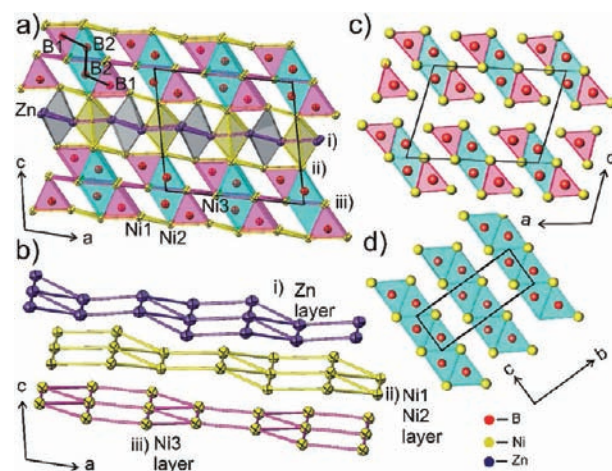 a)
B1 B2
B2
B1
Zn
i)
ii)
iii)
Ni3
Ni1
Ni2
c
a
b)
i) Zn
layer
ii) Ni1
Ni2
layer
iii) Ni3
layer
c
a
c)
a
c
d)
c
b
B
Ni
Zn